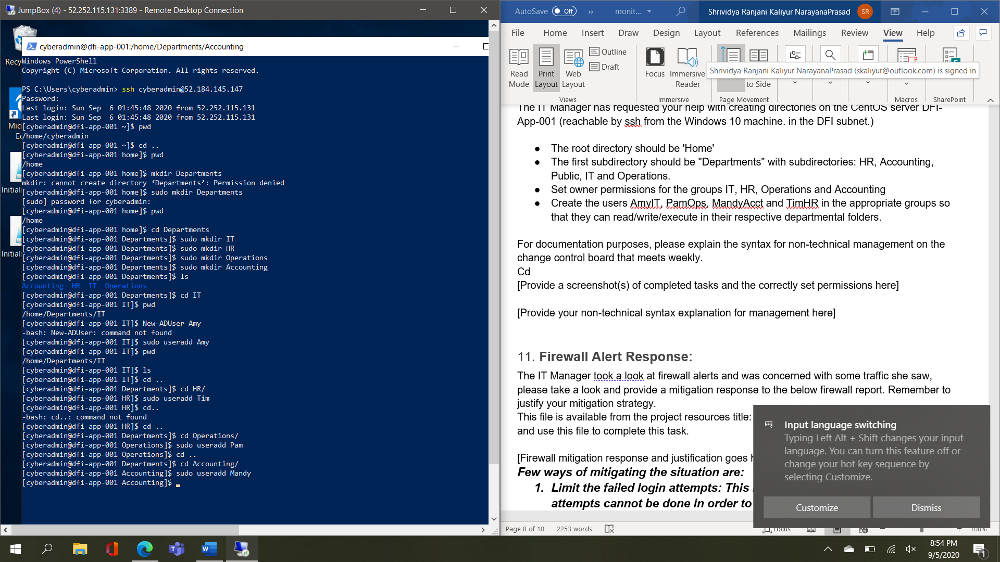 JumpBox (4) - 52.252.115.131:3389 - Remote Desktop Connection
cyberadmin@dfi-app-001:/home/Departments/Accounting
Recy
Mic
Ec
Initial
Initial
Windows PowerShell
Copyright (C) Microsoft Corporation. All rights reserved.
PS C:\Users\cyberadmin> ssh cyberadmin@52.184.145.147
Password:
Last login: Sun Sep  6 01:45:48 2020 from 52.252.115.131
Last login: Sun Sep  6 01:45:48 2020 from 52.252.115.131
[cyberadmin@dfi-app-001 ~]$ pwd
/home/cyberadmin
[cyberadmin@dfi-app-001 ~]$ cd ..
[cyberadmin@dfi-app-001 home]$ pwd
/home
[cyberadmin@dfi-app-001 home]$ mkdir Departments
mkdir: cannot create directory ‘Departments’: Permission denied
[cyberadmin@dfi-app-001 home]$ sudo mkdir Departments
[sudo] password for cyberadmin:
[cyberadmin@dfi-app-001 home]$ pwd
/home
[cyberadmin@dfi-app-001 home]$ cd Departments
[cyberadmin@dfi-app-001 Departments]$ sudo mkdir IT
[cyberadmin@dfi-app-001 Departments]$ sudo mkdir HR
[cyberadmin@dfi-app-001 Departments]$ sudo mkdir Operations
[cyberadmin@dfi-app-001 Departments]$ sudo mkdir Accounting
[cyberadmin@dfi-app-001 Departments]$ ls
Accounting  HR  IT  Operations
[cyberadmin@dfi-app-001 Departments]$ cd IT
[cyberadmin@dfi-app-001 IT]$ pwd
/home/Departments/IT
[cyberadmin@dfi-app-001 IT]$ New-ADUser Amy
-bash: New-ADUser: command not found
[cyberadmin@dfi-app-001 IT]$ sudo useradd Amy
[cyberadmin@dfi-app-001 IT]$ pwd
/home/Departments/IT
[cyberadmin@dfi-app-001 IT]$ ls
[cyberadmin@dfi-app-001 IT]$ cd ..
[cyberadmin@dfi-app-001 Departments]$ cd HR/
[cyberadmin@dfi-app-001 HR]$ sudo useradd Tim
[cyberadmin@dfi-app-001 HR]$ cd..
-bash: cd..: command not found
[cyberadmin@dfi-app-001 HR]$ cd ..
[cyberadmin@dfi-app-001 Departments]$ cd Operations/
[cyberadmin@dfi-app-001 Operations]$ sudo useradd Pam
[cyberadmin@dfi-app-001 Operations]$ cd ..
[cyberadmin@dfi-app-001 Departments]$ cd Accounting/
[cyberadmin@dfi-app-001 Accounting]$ sudo useradd Mandy
[cyberadmin@dfi-app-001 Accounting]$
AutoSave Off monit... Shrividya Ranjani Kaliyur NarayanaPrasad SR
File Home Insert Draw Design Layout References Mailings Review View Help
Read Mode
Print Layout
Web Layout
Outline
Draft
Focus
Immersive Reader
to Side
Shrividya Ranjani Kaliyur NarayanaPrasad (skaliyur@outlook.com) is signed in
Views Immersive Page Movement Macros SharePoint
The IT Manager has requested your help with creating directories on the CentOS server DFI-
App-001 (reachable by ssh from the Windows 10 machine. in the DFI subnet.)
● The root directory should be 'Home'
● The first subdirectory should be "Departments" with subdirectories: HR, Accounting,
Public, IT and Operations.
● Set owner permissions for the groups IT, HR, Operations and Accounting
● Create the users AmyIT, PamOps, MandyAcct and TimHR in the appropriate groups so
that they can read/write/execute in their respective departmental folders.
For documentation purposes, please explain the syntax for non-technical management on the
change control board that meets weekly.
Cd
[Provide a screenshot(s) of completed tasks and the correctly set permissions here]
[Provide your non-technical syntax explanation for management here]
11. Firewall Alert Response:
The IT Manager took a look at firewall alerts and was concerned with some traffic she saw,
please take a look and provide a mitigation response to the below firewall report. Remember to
justify your mitigation strategy.
This file is available from the project resources title:
and use this file to complete this task.
[Firewall mitigation response and justification goes h
Few ways of mitigating the situation are:
1. Limit the failed login attempts: This
attempts cannot be done in order to
Input language switching
Typing Left Alt + Shift changes your input
language. You can turn this feature off or
change your hot key sequence by
selecting Customize.
Customize
Dismiss
Page 8 of 10 2253 words Focus 108%
8:54 PM
9/5/2020
1